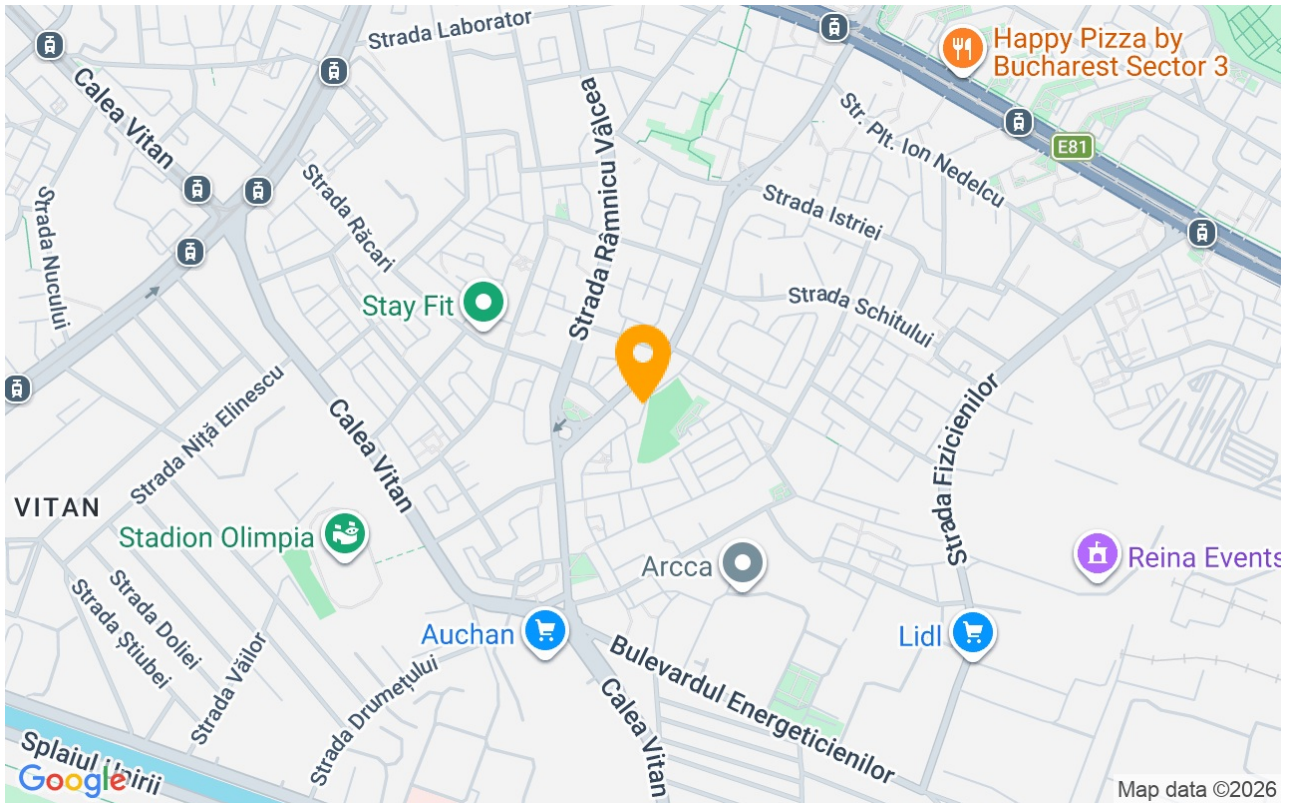 Strada Laborator
Happy Pizza by
Bucharest Sector 3
Calea Vitan
Strada Râmnicu Vâlcea
Str. Plt. Ion Nedelcu
E81
Strada Răcari
Strada Nucului
Strada Istriei
Stay Fit
Strada Schitului
Strada Niță Elinescu
Calea Vitan
Strada Fizicienilor
VITAN
Stadion Olimpia
Arcca
Reina Events
Strada Doliei
Strada Știubei
Auchan
Lidl
Strada Văilor
Strada Drumețului
Bulevardul Energeticienilor
Calea Vitan
Splaiul Unirii
Google
Map data ©2026